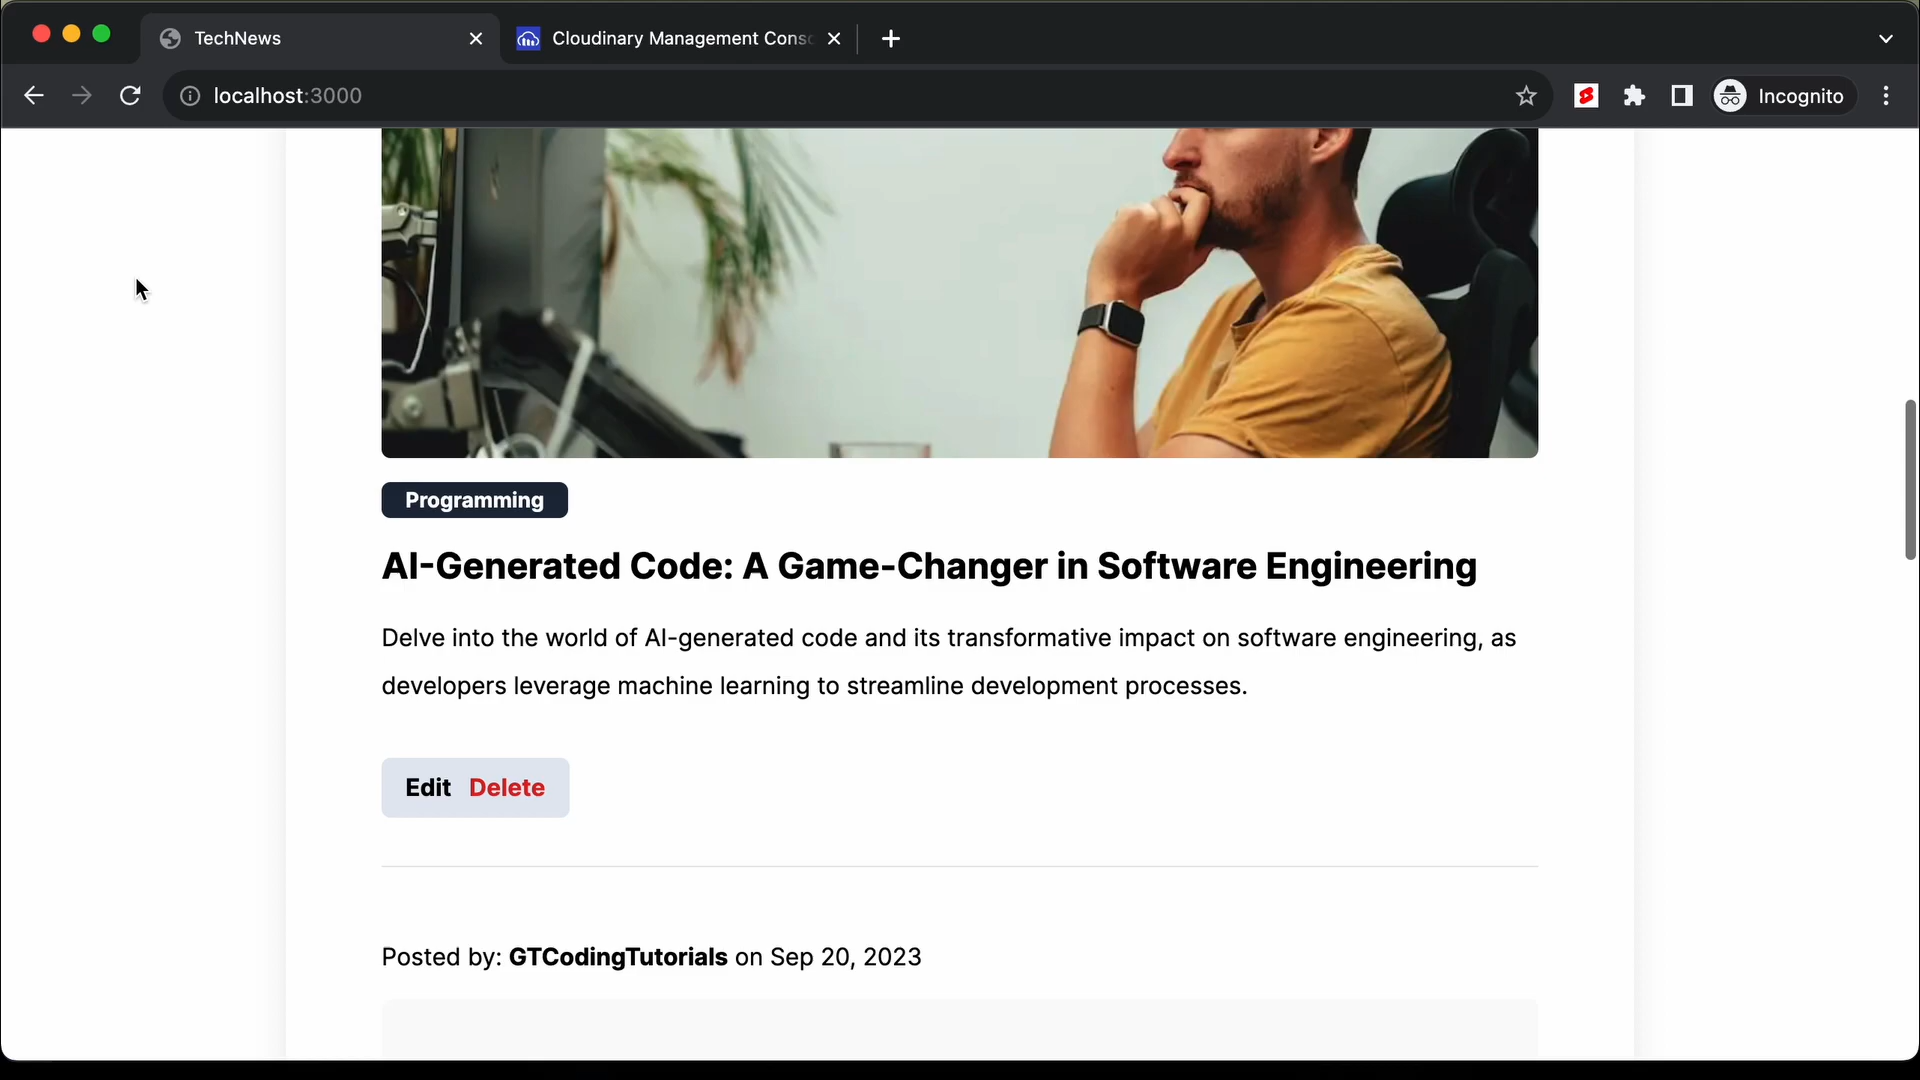 TechNews
Cloudinary Management Cons
localhost:3000
Incognito
Programming
AI-Generated Code: A Game-Changer in Software Engineering
Delve into the world of AI-generated code and its transformative impact on software engineering, as
developers leverage machine learning to streamline development processes.
Edit Delete
Posted by: GTCodingTutorials on Sep 20, 2023